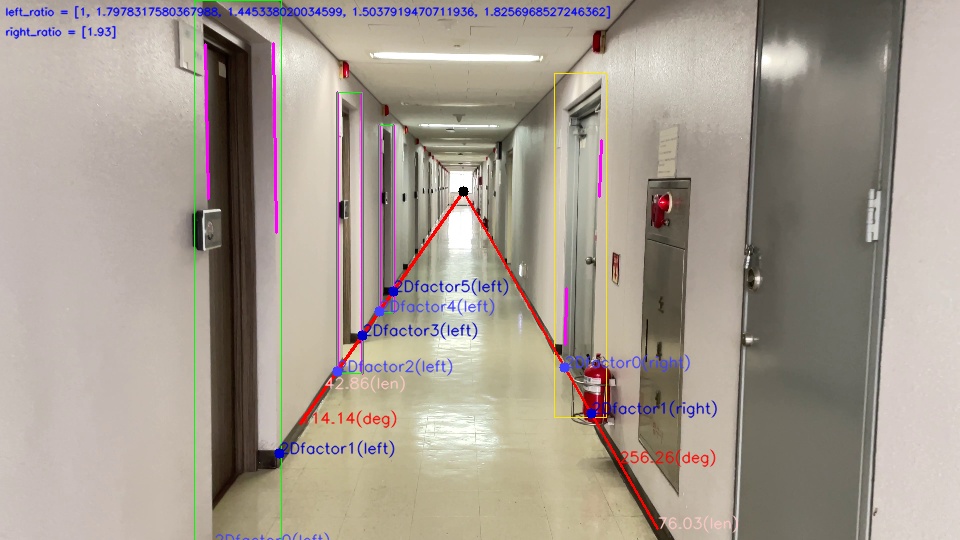 left_ratio = [1, 1.7978317580367988, 1.445338020034599, 1.5037919470711936, 1.8256968527246362]
right_ratio = [1.93]
2Dfactor5(left)
2Dfactor4(left)
2Dfactor3(left)
2Dfactor2(left)
2Dfactor0(right)
42.86(len)
2Dfactor1(right)
14.14(deg)
2Dfactor1(left)
256.26(deg)
76.03(len)
2Dfactor0(left)